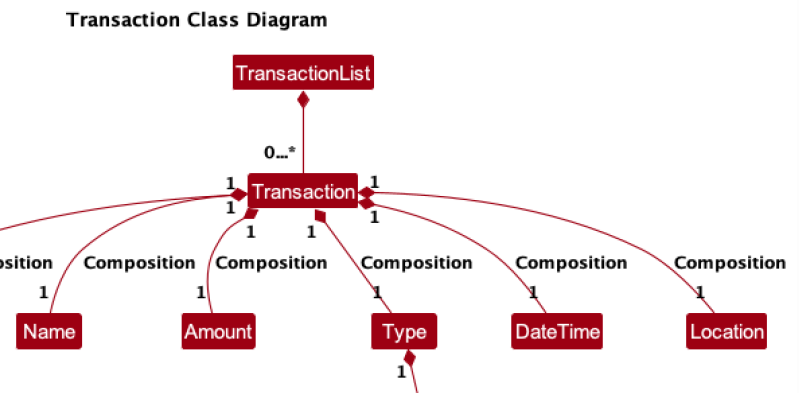 Transaction Class Diagram
TransactionList
0...*
1 Transaction 1
1 1
1 1
osition Composition Composition Composition Composition Composition
1 1 1 1 1
Name Amount Type DateTime Location
1